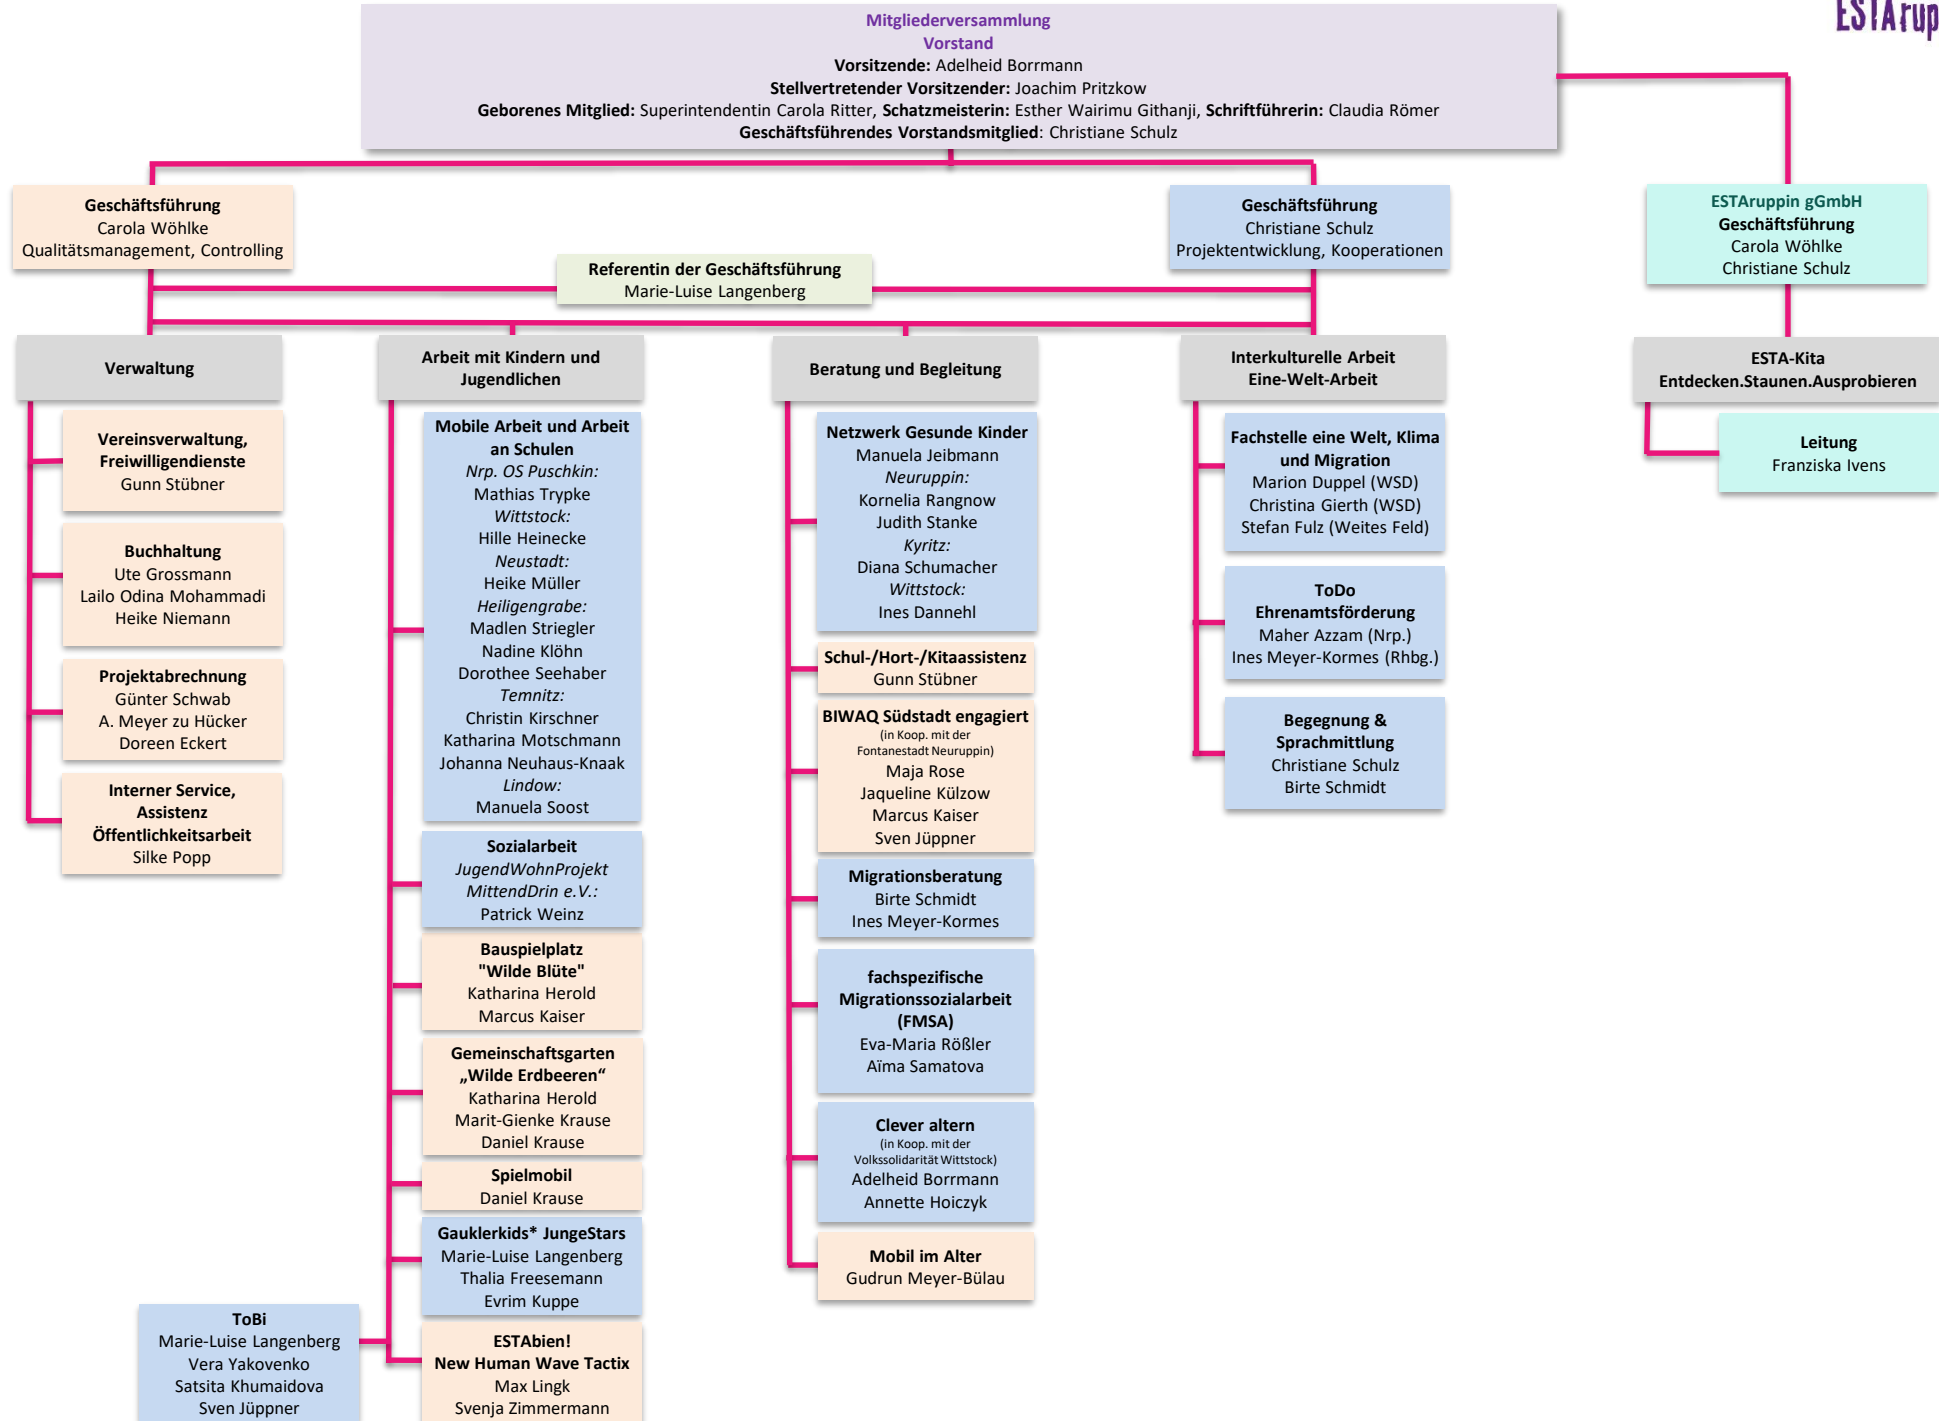 ESTArup
Mitgliederversammlung
Vorstand
Vorsitzende: Adelheid Borrmann
Stellvertretender Vorsitzender: Joachim Pritzkow
Geborenes Mitglied: Superintendentin Carola Ritter, Schatzmeisterin: Esther Wairimu Githanji, Schriftführerin: Claudia Römer
Geschäftsführendes Vorstandsmitglied: Christiane Schulz
Geschäftsführung
Carola Wöhlke
Qualitätsmanagement, Controlling
Geschäftsführung
Christiane Schulz
Projektentwicklung, Kooperationen
ESTAruppin gGmbH
Geschäftsführung
Carola Wöhlke
Christiane Schulz
Referentin der Geschäftsführung
Marie-Luise Langenberg
Verwaltung
Vereinsverwaltung,
Freiwilligendienste
Gunn Stübner
Buchhaltung
Ute Grossmann
Lailo Odina Mohammadi
Heike Niemann
Projektabrechnung
Günter Schwab
A. Meyer zu Hücker
Doreen Eckert
Interner Service,
Assistenz
Öffentlichkeitsarbeit
Silke Popp
Arbeit mit Kindern und
Jugendlichen
Mobile Arbeit und Arbeit
an Schulen
Nrp. OS Puschkin:
Mathias Trypke
Wittstock:
Hille Heinecke
Neustadt:
Heike Müller
Heiligengrabe:
Madlen Striegler
Nadine Klöhn
Dorothee Seehaber
Temnitz:
Christin Kirschner
Katharina Motschmann
Johanna Neuhaus-Knaak
Lindow:
Manuela Soost
Sozialarbeit
JugendWohnProjekt
MittendDrin e.V.:
Patrick Weinz
Bauspielplatz
"Wilde Blüte"
Katharina Herold
Marcus Kaiser
Gemeinschaftsgarten
„Wilde Erdbeeren“
Katharina Herold
Marit-Gienke Krause
Daniel Krause
Spielmobil
Daniel Krause
Gauklerkids* JungeStars
Marie-Luise Langenberg
Thalia Freesemann
Evrim Kuppe
ToBi
Marie-Luise Langenberg
Vera Yakovenko
Satsita Khumaidova
Sven Jüppner
ESTAbien!
New Human Wave Tactix
Max Lingk
Svenja Zimmermann
Beratung und Begleitung
Netzwerk Gesunde Kinder
Manuela Jeibmann
Neuruppin:
Kornelia Rangnow
Judith Stanke
Kyritz:
Diana Schumacher
Wittstock:
Ines Dannehl
Schul-/Hort-/Kitaassistenz
Gunn Stübner
BIWAQ Südstadt engagiert
(in Koop. mit der
Fontanestadt Neuruppin)
Maja Rose
Jaqueline Külzow
Marcus Kaiser
Sven Jüppner
Migrationsberatung
Birte Schmidt
Ines Meyer-Kormes
fachspezifische
Migrationssozialarbeit
(FMSA)
Eva-Maria Rößler
Aïma Samatova
Clever altern
(in Koop. mit der
Volkssolidarität Wittstock)
Adelheid Borrmann
Annette Hoiczyk
Mobil im Alter
Gudrun Meyer-Bülau
Interkulturelle Arbeit
Eine-Welt-Arbeit
Fachstelle eine Welt, Klima
und Migration
Marion Duppel (WSD)
Christina Gierth (WSD)
Stefan Fulz (Weites Feld)
ToDo
Ehrenamtsförderung
Maher Azzam (Nrp.)
Ines Meyer-Kormes (Rhbg.)
Begegnung &
Sprachmittlung
Christiane Schulz
Birte Schmidt
ESTA-Kita
Entdecken.Staunen.Ausprobieren
Leitung
Franziska Ivens